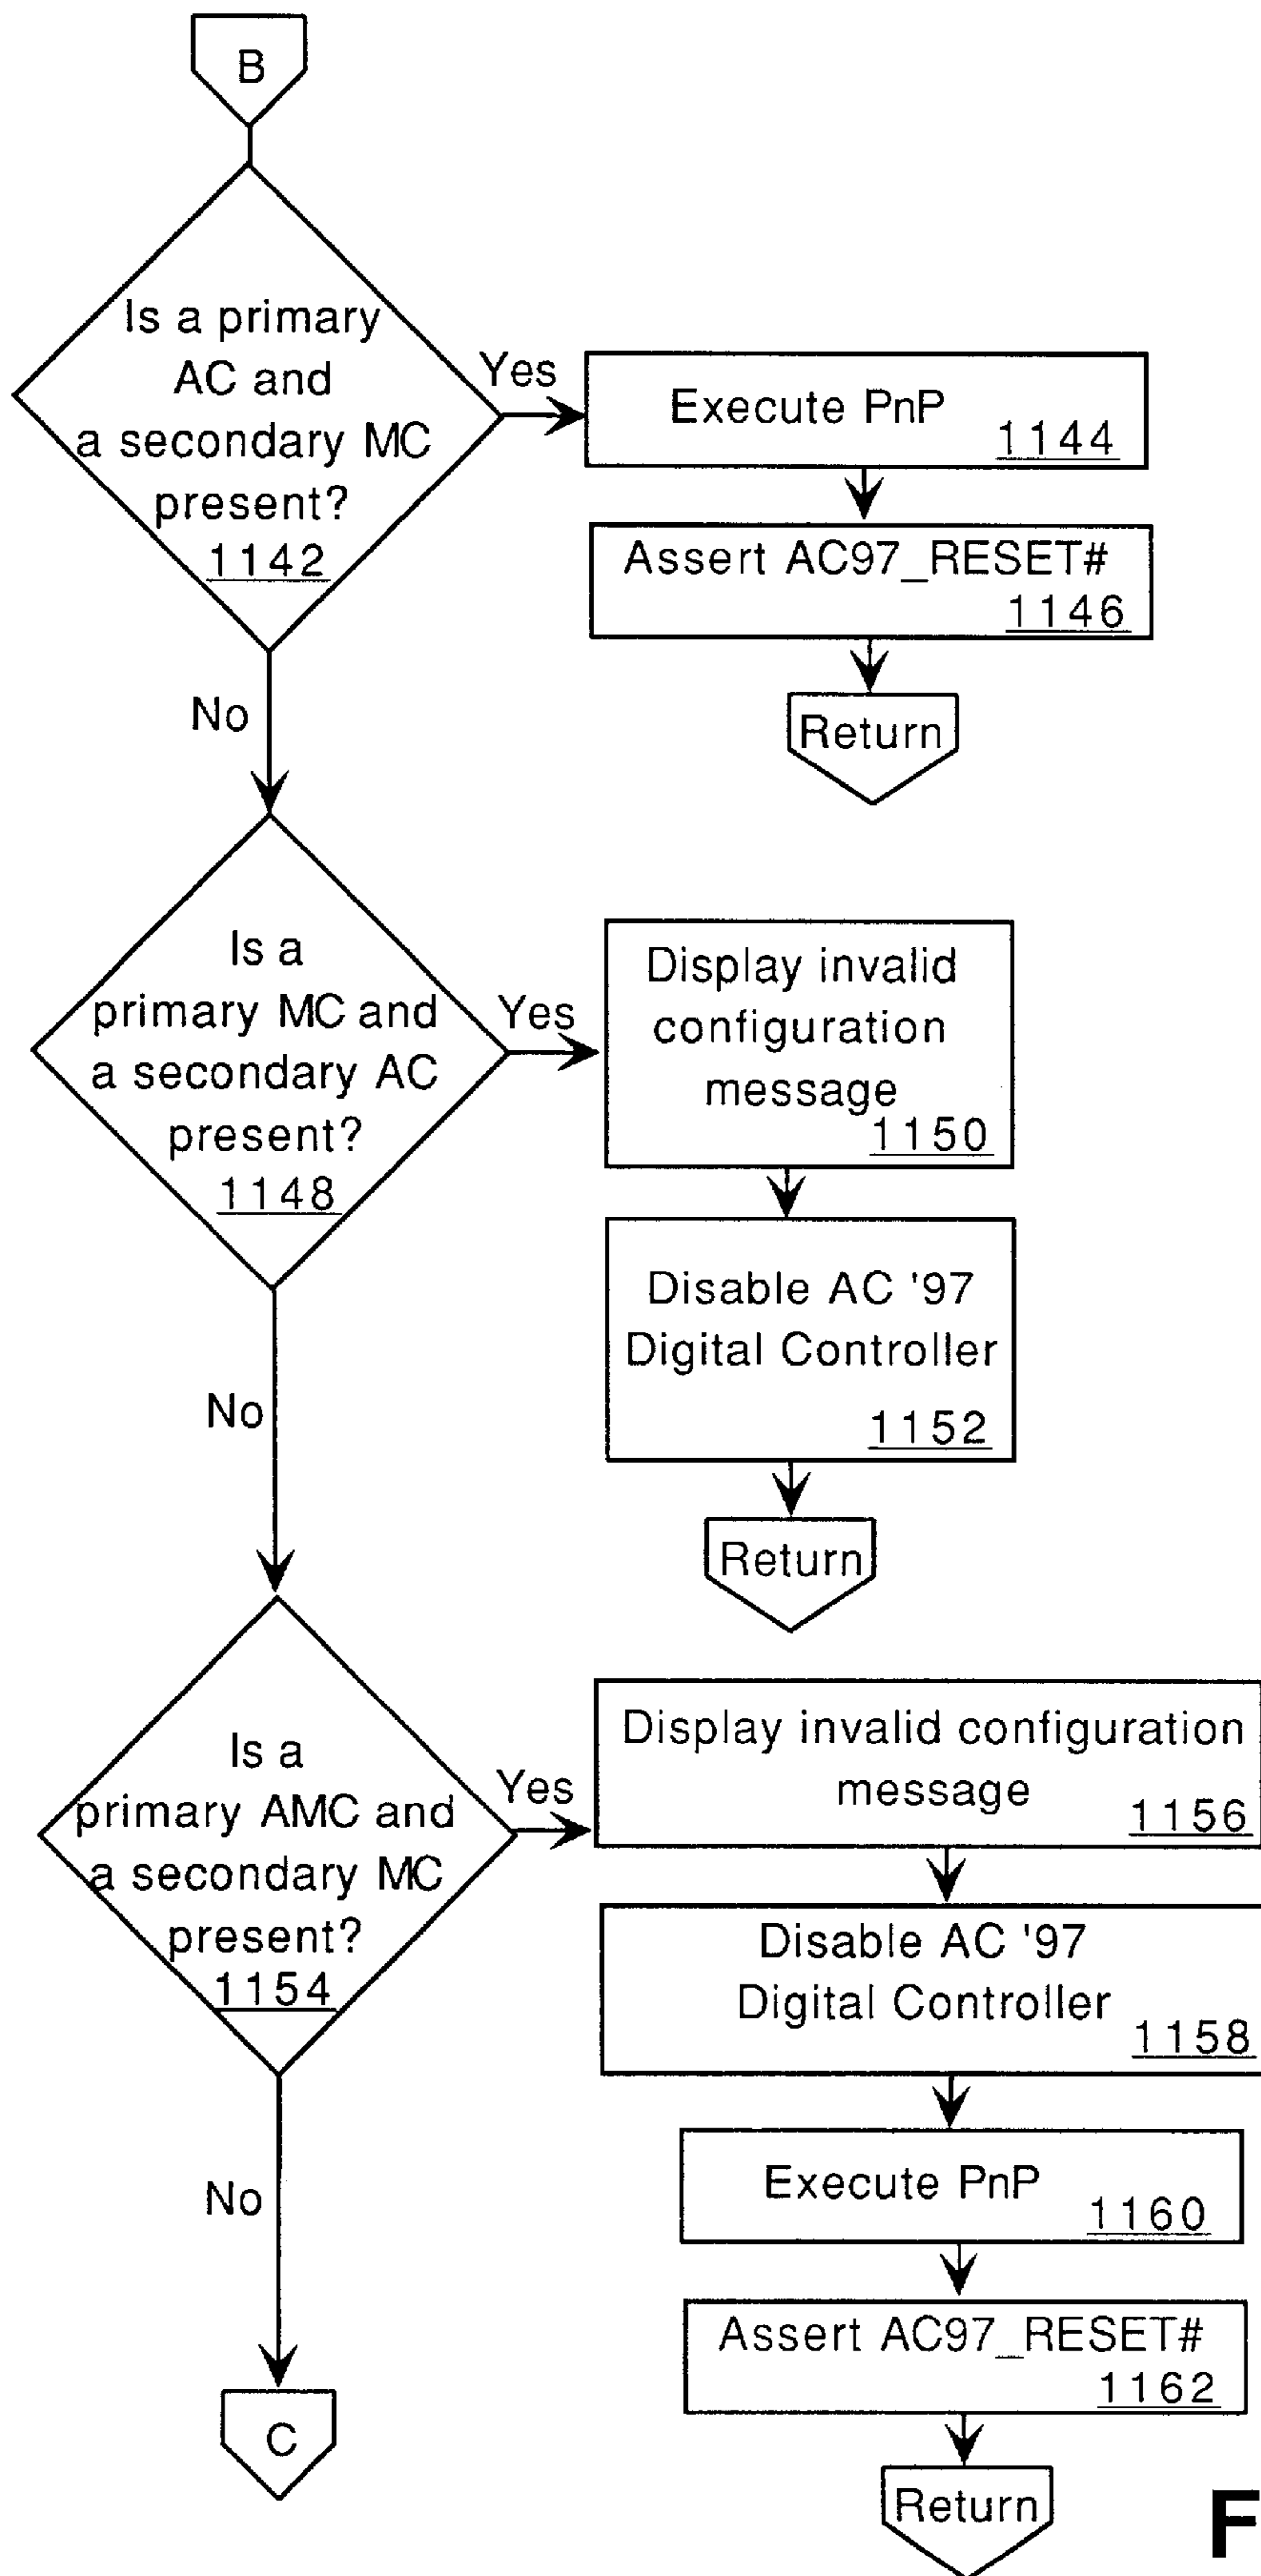 B
Is a primary
AC and
a secondary MC
present?
1142
Yes
Execute PnP
1144
Assert AC97_RESET#
1146
Return
No
Is a
primary MC and
a secondary AC
present?
1148
Yes
Display invalid
configuration
message
1150
Disable AC '97
Digital Controller
1152
Return
No
Is a
primary AMC and
a secondary MC
present?
1154
Yes
Display invalid configuration
message
1156
Disable AC '97
Digital Controller
1158
Execute PnP
1160
Assert AC97_RESET#
1162
Return
No
C
F